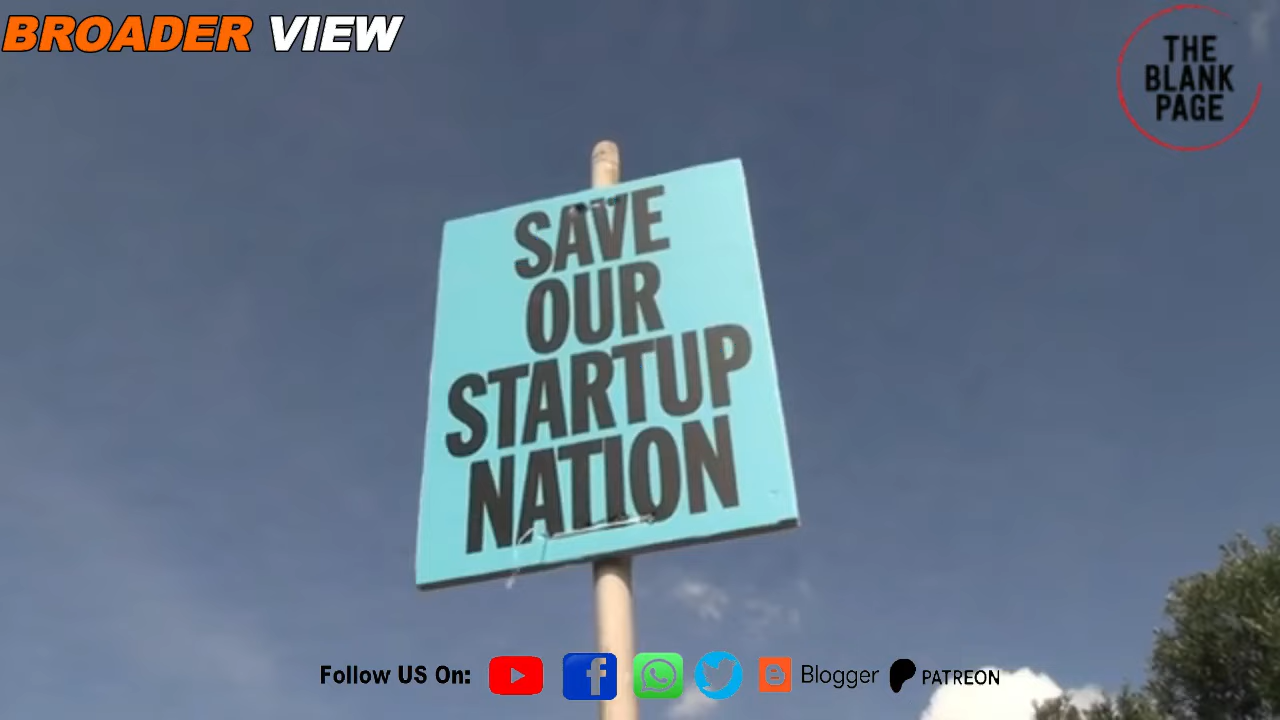 BROADER VIEW
THE
BLANK
PAGE
SAVE
OUR
STARTUP
NATION
Follow US On:
Blogger
PATREON